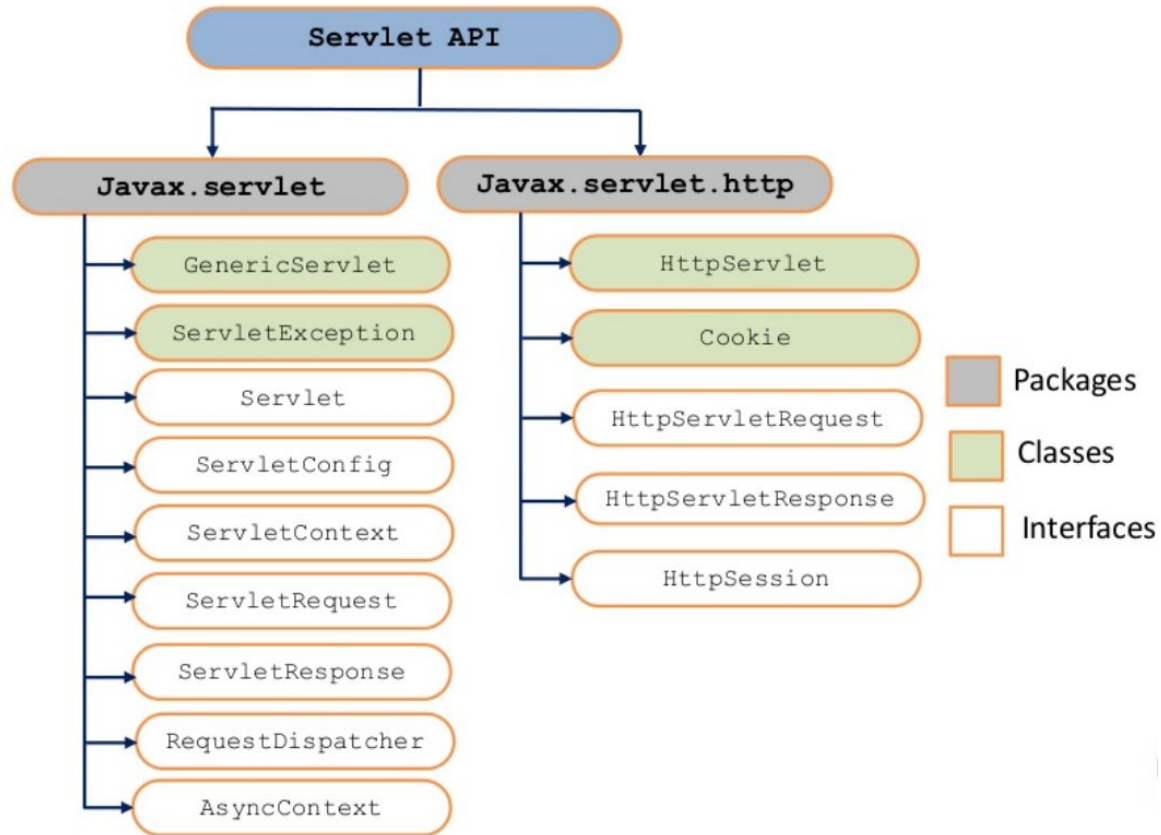 Servlet API
Javax.servlet
Javax.servlet.http
GenericServlet
ServletException
Servlet
ServletConfig
ServletContext
ServletRequest
ServletResponse
RequestDispatcher
AsyncContext
HttpServlet
Cookie
HttpServletRequest
HttpServletResponse
HttpSession
Packages
Classes
Interfaces